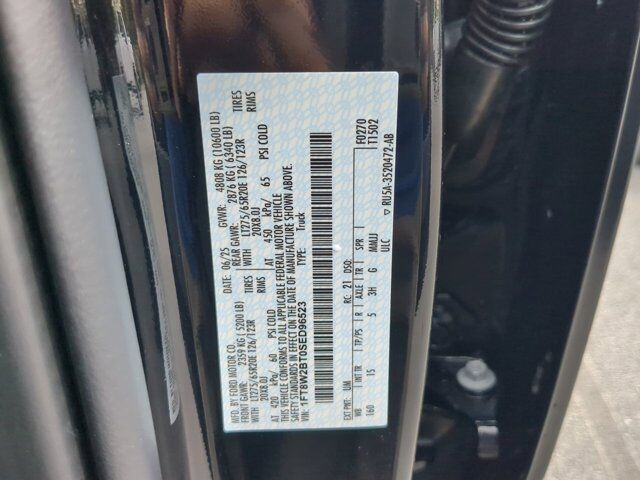 MFD. BY FORD MOTOR CO.
DATE: 06/25 GVWR: 4808 KG (10600 LB)
FRONT GAWR: 2359 KG (5200 LB) REAR GAWR: 2876 KG (6340 LB)
WITH LT275/65R20E 126/123R TIRES WITH LT275/65R20E 126/123R TIRES
20X8.0J RIMS 20X8.0J RIMS
AT 420 kPa/ 60 PSI COLD AT 450 kPa/ 65 PSI COLD
THIS VEHICLE CONFORMS TO ALL APPLICABLE FEDERAL MOTOR VEHICLE
SAFETY STANDARDS IN EFFECT ON THE DATE OF MANUFACTURE SHOWN ABOVE.
VIN: 1FT8W2BT0SED96523 TYPE: Truck
EXT PNT: UM RC: 21 DSO: F0270
WB INT TR TP/PS R AXLE TR SPR T1502
160 15 5 3H G MMJJ
ULC ▽ RU5A-3520472-AB